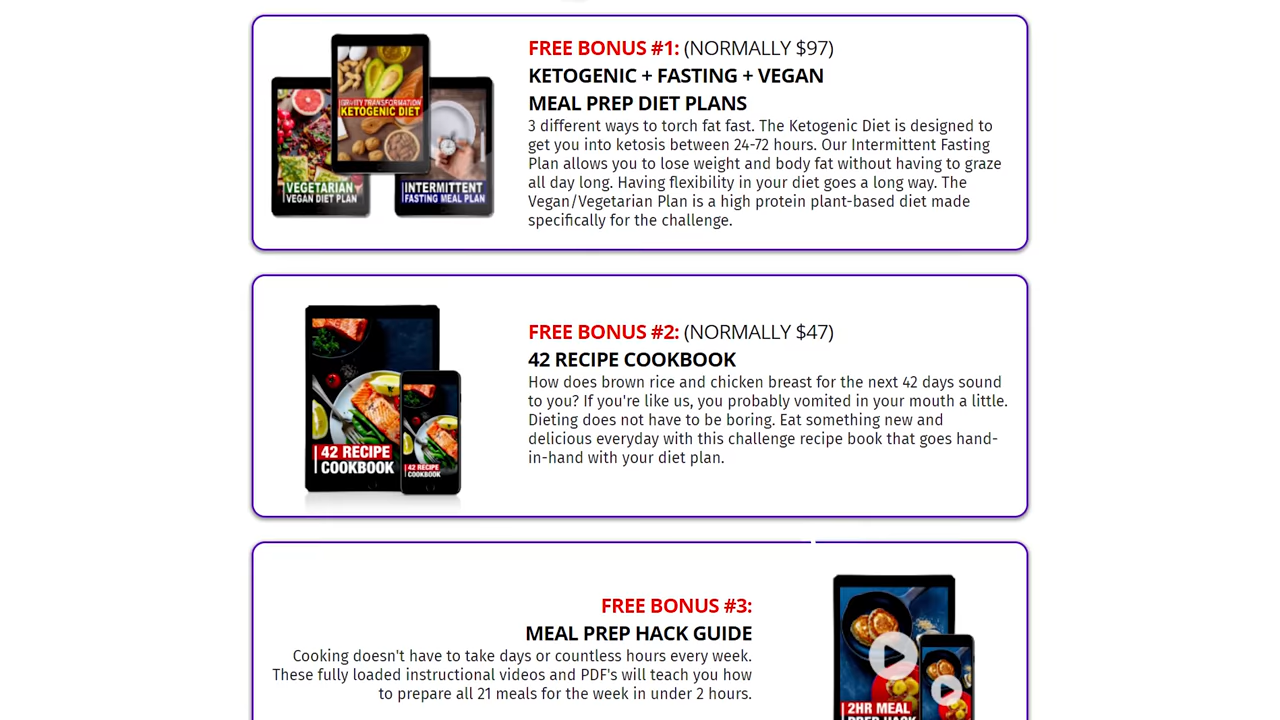 FREE BONUS #1: (NORMALLY $97)
KETOGENIC + FASTING + VEGAN
MEAL PREP DIET PLANS
3 different ways to torch fat fast. The Ketogenic Diet is designed to
get you into ketosis between 24-72 hours. Our Intermittent Fasting
Plan allows you to lose weight and body fat without having to graze
all day long. Having flexibility in your diet goes a long way. The
Vegan/Vegetarian Plan is a high protein plant-based diet made
specifically for the challenge.
GRAVITY TRANSFORMATION
KETOGENIC DIET
VEGETARIAN
VEGAN DIET PLAN
INTERMITTENT
FASTING MEAL PLAN
FREE BONUS #2: (NORMALLY $47)
42 RECIPE COOKBOOK
How does brown rice and chicken breast for the next 42 days sound
to you? If you're like us, you probably vomited in your mouth a little.
Dieting does not have to be boring. Eat something new and
delicious everyday with this challenge recipe book that goes hand-
in-hand with your diet plan.
42 RECIPE
COOKBOOK
42 RECIPE
COOKBOOK
FREE BONUS #3:
MEAL PREP HACK GUIDE
Cooking doesn't have to take days or countless hours every week.
These fully loaded instructional videos and PDF's will teach you how
to prepare all 21 meals for the week in under 2 hours.
2HR MEAL
PREP HACK